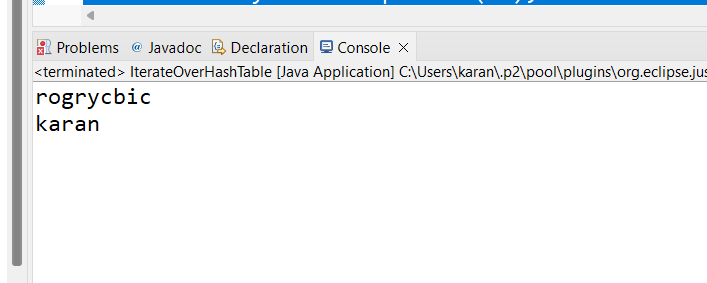 Problems @ Javadoc Declaration Console
<terminated> IterateOverHashTable [Java Application] C:\Users\karan\.p2\pool\plugins\org.eclipse.jus
rogrycbic
karan